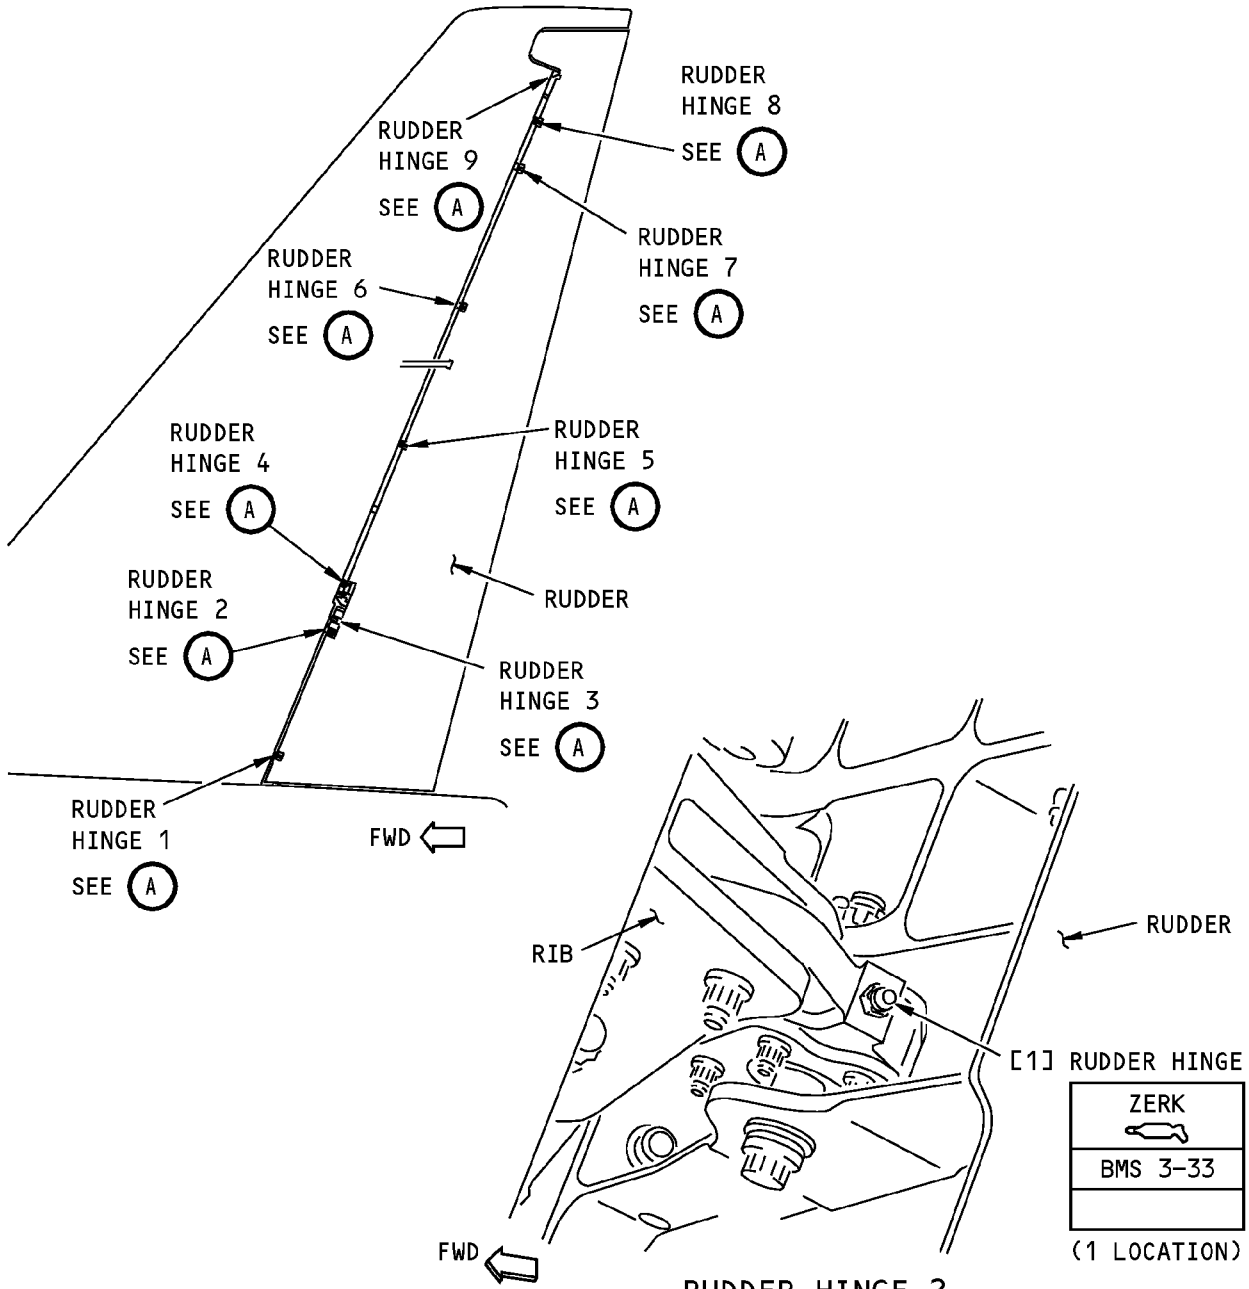 RUDDER
HINGE 8
SEE A
RUDDER
HINGE 9
SEE A
RUDDER
HINGE 7
SEE A
RUDDER
HINGE 6
SEE A
RUDDER
HINGE 4
SEE A
RUDDER
HINGE 5
SEE A
RUDDER
HINGE 2
SEE A
RUDDER
RUDDER
HINGE 3
SEE A
RUDDER
HINGE 1
SEE A
FWD
RIB
RUDDER
[1] RUDDER HINGE
ZERK
BMS 3-33
(1 LOCATION)
FWD
RUDDER HINGE